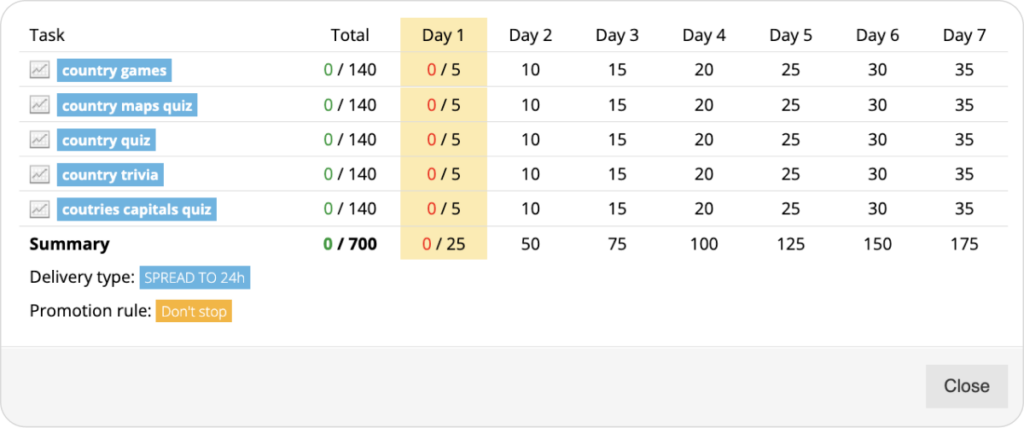 Task Total Day 1 Day 2 Day 3 Day 4 Day 5 Day 6 Day 7
country games 0 / 140 0 / 5 10 15 20 25 30 35
country maps quiz 0 / 140 0 / 5 10 15 20 25 30 35
country quiz 0 / 140 0 / 5 10 15 20 25 30 35
country trivia 0 / 140 0 / 5 10 15 20 25 30 35
coutries capitals quiz 0 / 140 0 / 5 10 15 20 25 30 35
Summary 0 / 700 0 / 25 50 75 100 125 150 175
Delivery type: SPREAD TO 24h
Promotion rule: Don't stop
Close